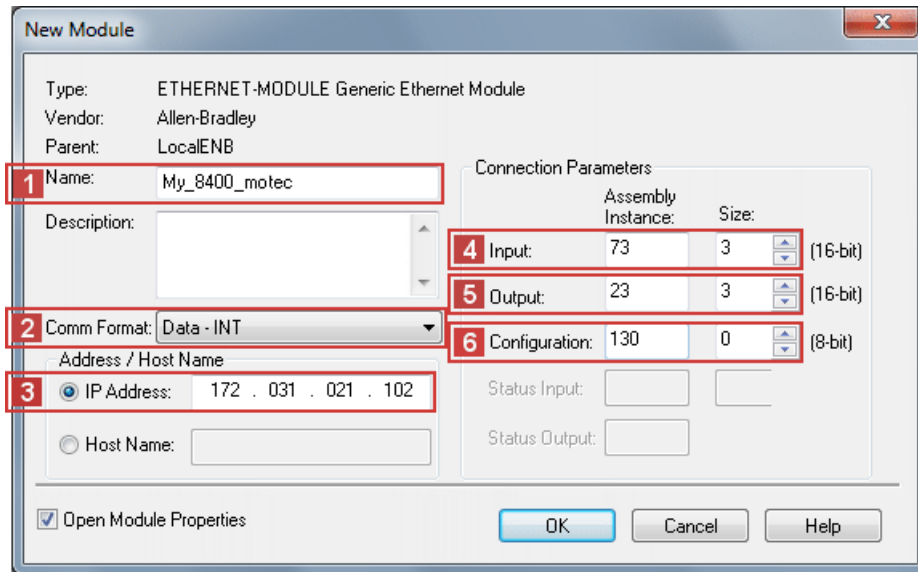 New Module
Type: ETHERNET-MODULE Generic Ethernet Module
Vendor: Allen-Bradley
Parent: LocalENB
1 Name: My_8400_motec
Description:
2 Comm Format: Data - INT
Address / Host Name
3 IP Address: 172 . 031 . 021 . 102
Host Name:
Connection Parameters
Assembly
Instance: Size:
4 Input: 73 3 (16-bit)
5 Output: 23 3 (16-bit)
6 Configuration: 130 0 (8-bit)
Status Input:
Status Output:
Open Module Properties
OK Cancel Help